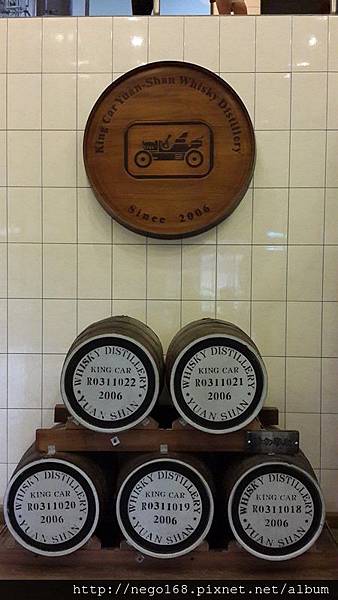 King Car Yuan-Shan Whisky Distillery
Since 2006
WHISKY DISTILLERY
KING CAR
R0311022
2006
YUAN SHAN
WHISKY DISTILLERY
KING CAR
R0311021
2006
YUAN SHAN
WHISKY DISTILLERY
KING CAR
R0311020
2006
YUAN SHAN
WHISKY DISTILLERY
KING CAR
R0311019
2006
YUAN SHAN
WHISKY DISTILLERY
KING CAR
R0311018
2006
YUAN SHAN
http://nego168.pixnet.net/album